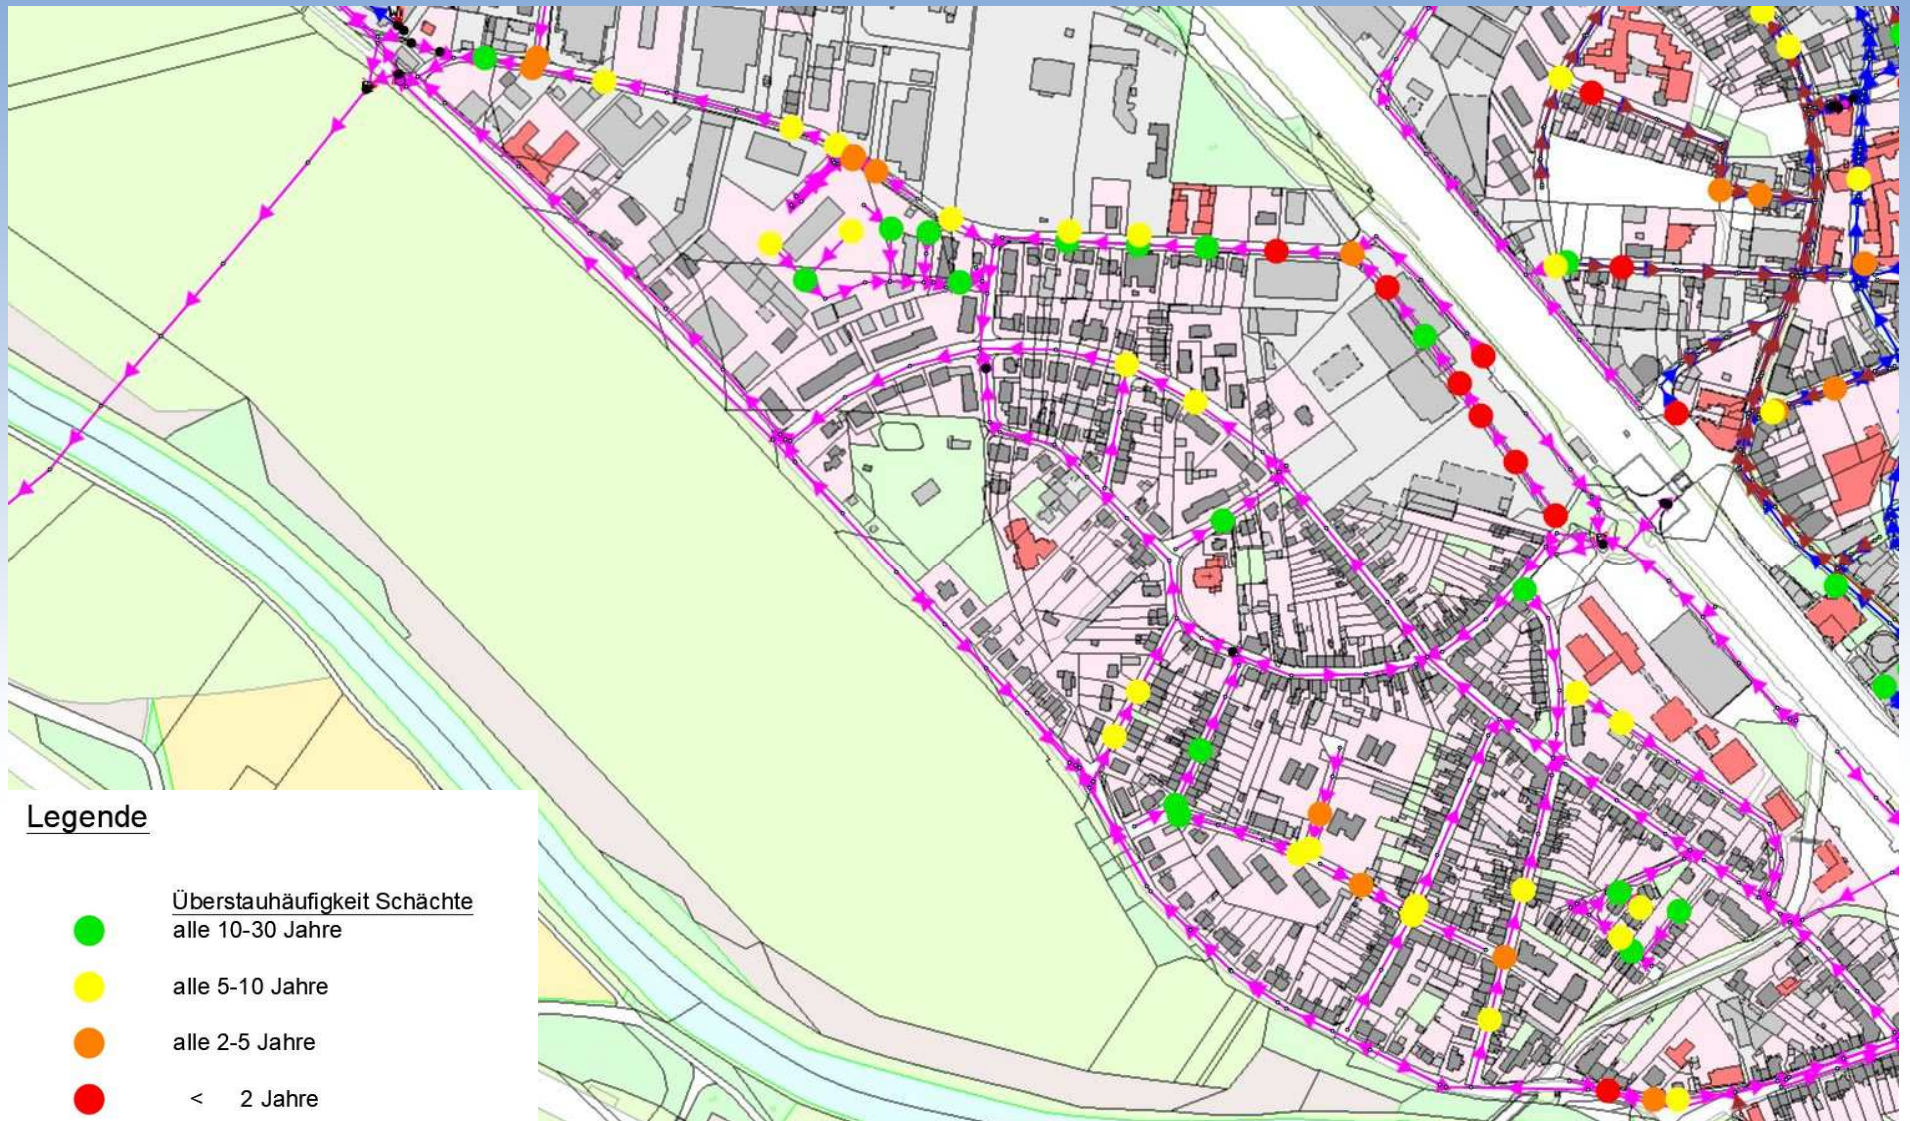 Legende
Überstauhäufigkeit Schächte
alle 10-30 Jahre
alle 5-10 Jahre
alle 2-5 Jahre
< 2 Jahre